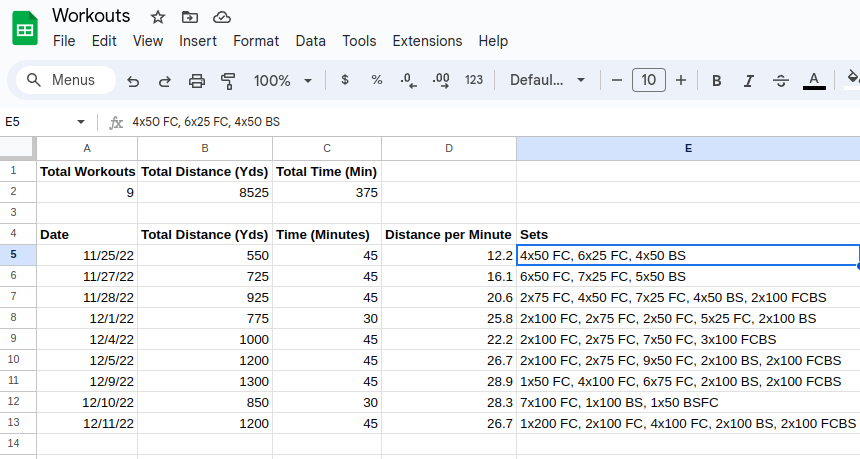 Workouts
File Edit View Insert Format Data Tools Extensions Help
Menus 100% $ % .0 .00 123 Defaul... 10 B I S A
E5 fx 4x50 FC, 6x25 FC, 4x50 BS
A B C D E
1 Total Workouts Total Distance (Yds) Total Time (Min)
2 9 8525 375
3
4 Date Total Distance (Yds) Time (Minutes) Distance per Minute Sets
5 11/25/22 550 45 12.2 4x50 FC, 6x25 FC, 4x50 BS
6 11/27/22 725 45 16.1 6x50 FC, 7x25 FC, 5x50 BS
7 11/28/22 925 45 20.6 2x75 FC, 4x50 FC, 7x25 FC, 4x50 BS, 2x100 FCBS
8 12/1/22 775 30 25.8 2x100 FC, 2x75 FC, 2x50 FC, 5x25 FC, 2x100 BS
9 12/4/22 1000 45 22.2 2x100 FC, 2x75 FC, 7x50 FC, 3x100 FCBS
10 12/5/22 1200 45 26.7 2x100 FC, 2x75 FC, 9x50 FC, 2x100 BS, 2x100 FCBS
11 12/9/22 1300 45 28.9 1x50 FC, 4x100 FC, 6x75 FC, 2x100 BS, 2x100 FCBS
12 12/10/22 850 30 28.3 7x100 FC, 1x100 BS, 1x50 BSFC
13 12/11/22 1200 45 26.7 1x200 FC, 2x100 FC, 4x100 FC, 2x100 BS, 2x100 FCBS
14